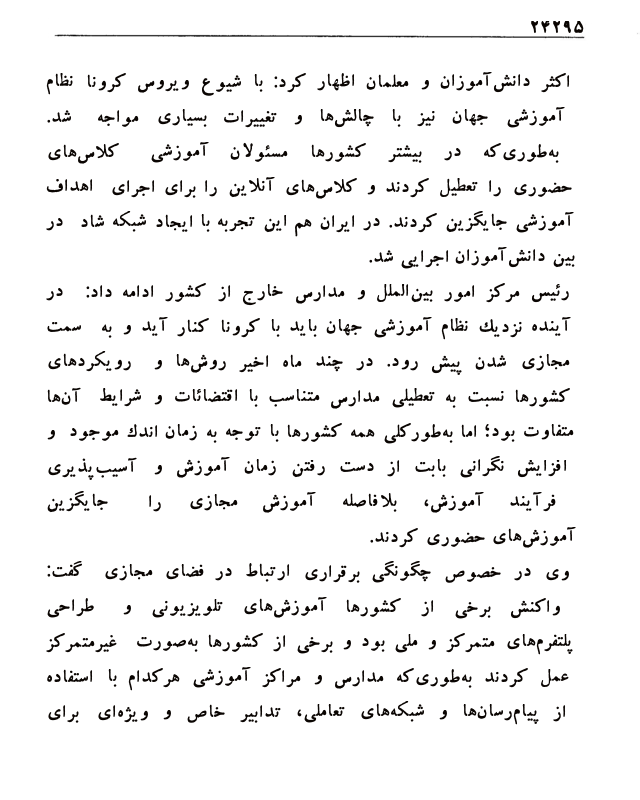 ۲۴۲۹۵
اکثر دانش‌آموزان و معلمان اظهار کرد: با شیوع ویروس کرونا نظام
آموزشی جهان نیز با چالش‌ها و تغییرات بسیاری مواجه شد.
به‌طوری‌که در بیشتر کشورها مسئولان آموزشی کلاس‌های
حضوری را تعطیل کردند و کلاس‌های آنلاین را برای اجرای اهداف
آموزشی جایگزین کردند. در ایران هم این تجربه با ایجاد شبکه شاد در
بین دانش‌آموزان اجرایی شد.
رئیس مرکز امور بین‌الملل و مدارس خارج از کشور ادامه داد: در
آینده نزدیك نظام آموزشی جهان باید با کرونا کنار آید و به سمت
مجازی شدن پیش رود. در چند ماه اخیر روش‌ها و رویکردهای
کشورها نسبت به تعطیلی مدارس متناسب با اقتضائات و شرایط آن‌ها
متفاوت بود؛ اما به‌طورکلی همه کشورها با توجه به زمان اندك موجود و
افزایش نگرانی بابت از دست رفتن زمان آموزش و آسیب‌پذیری
فرآیند آموزش، بلافاصله آموزش مجازی را جایگزین
آموزش‌های حضوری کردند.
وی در خصوص چگونگی برقراری ارتباط در فضای مجازی گفت:
واکنش برخی از کشورها آموزش‌های تلویزیونی و طراحی
پلتفرم‌های متمرکز و ملی بود و برخی از کشورها به‌صورت غیرمتمرکز
عمل کردند به‌طوری‌که مدارس و مراکز آموزشی هرکدام با استفاده
از پیام‌رسان‌ها و شبکه‌های تعاملی، تدابیر خاص و ویژه‌ای برای